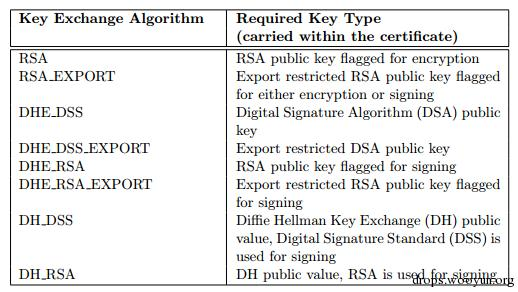 Key Exchange Algorithm Required Key Type
(carried within the certificate)
RSA RSA public key flagged for encryption
RSA_EXPORT Export restricted RSA public key flagged
for either encryption or signing
DHE_DSS Digital Signature Algorithm (DSA) public
key
DHE_DSS_EXPORT Export restricted DSA public key
DHE_RSA RSA public key flagged for signing
DHE_RSA_EXPORT Export restricted RSA public key flagged
for signing
DH_DSS Diffie Hellman Key Exchange (DH) public
value, Digital Signature Standard (DSS) is
used for signing
DH_RSA DH public value, RSA is used for signing
drops.wooyun.org